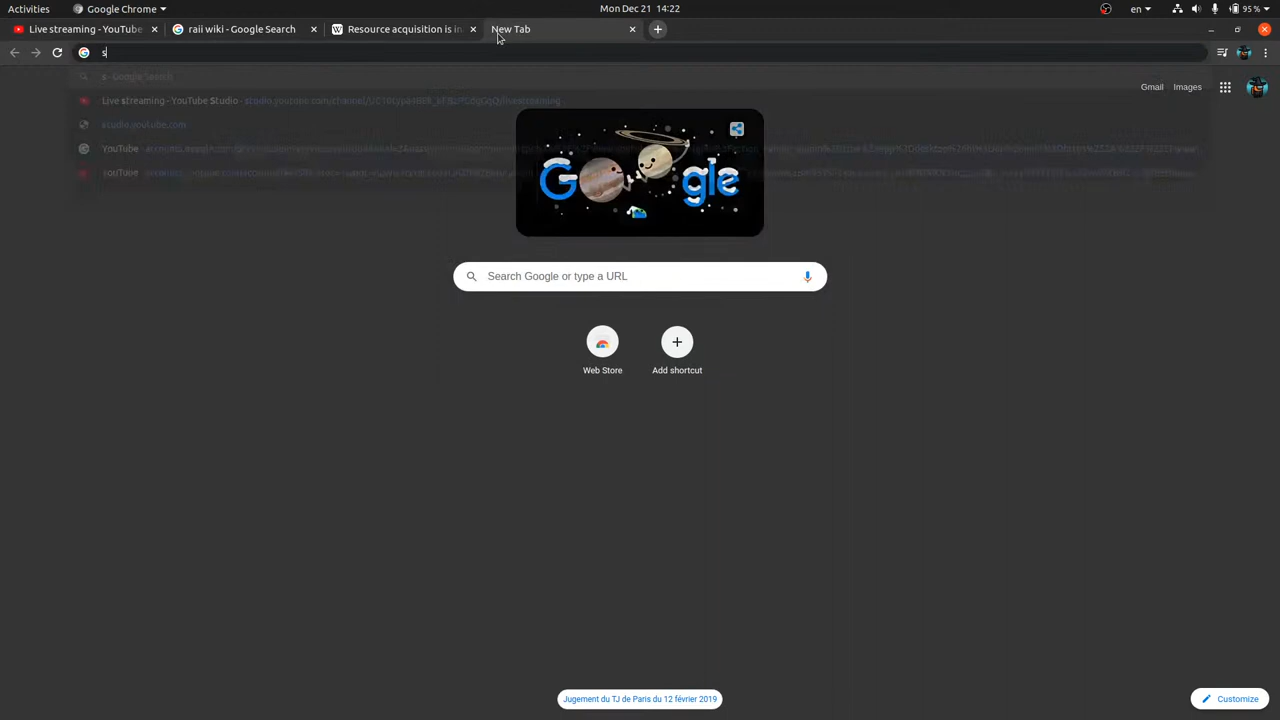 Activities Google Chrome Mon Dec 21 14:22 en 95 %
Live streaming - YouTube raii wiki - Google Search Resource acquisition is in New Tab
s
s - Google Search
Gmail Images
Live streaming - YouTube Studio -
studio.youtube.com
YouTube
YouTube
Google
Search Google or type a URL
Web Store Add shortcut
Jugement du TJ de Paris du 12 février 2019
Customize